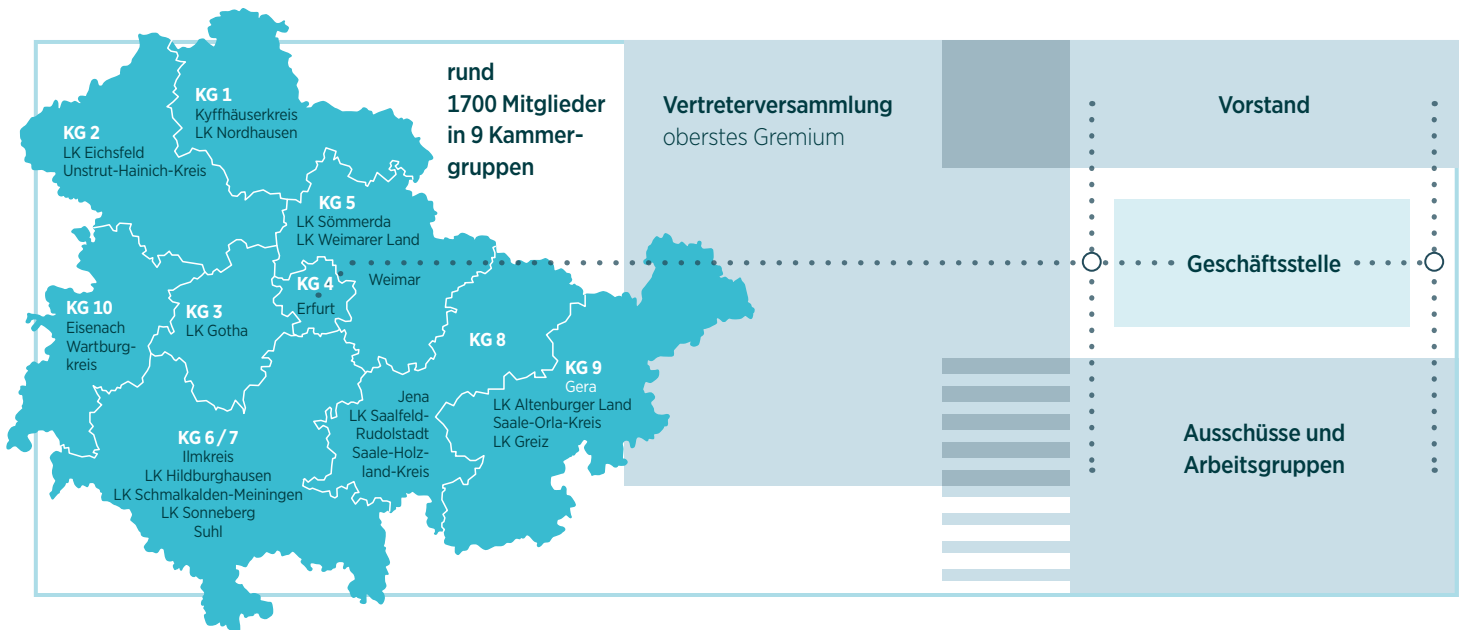 KG 1
Kyffhäuserkreis
LK Nordhausen
KG 2
LK Eichsfeld
Unstrut-Hainich-Kreis
KG 5
LK Sömmerda
LK Weimarer Land
Weimar
KG 4
Erfurt
KG 10
Eisenach
Wartburg-
kreis
KG 3
LK Gotha
KG 8
Jena
LK Saalfeld-
Rudolstadt
Saale-Holz-
land-Kreis
KG 9
Gera
LK Altenburger Land
Saale-Orla-Kreis
LK Greiz
KG 6 / 7
Ilmkreis
LK Hildburghausen
LK Schmalkalden-Meiningen
LK Sonneberg
Suhl
rund
1700 Mitglieder
in 9 Kammer-
gruppen
Vertreterversammlung
oberstes Gremium
Vorstand
Geschäftsstelle
Ausschüsse und
Arbeitsgruppen